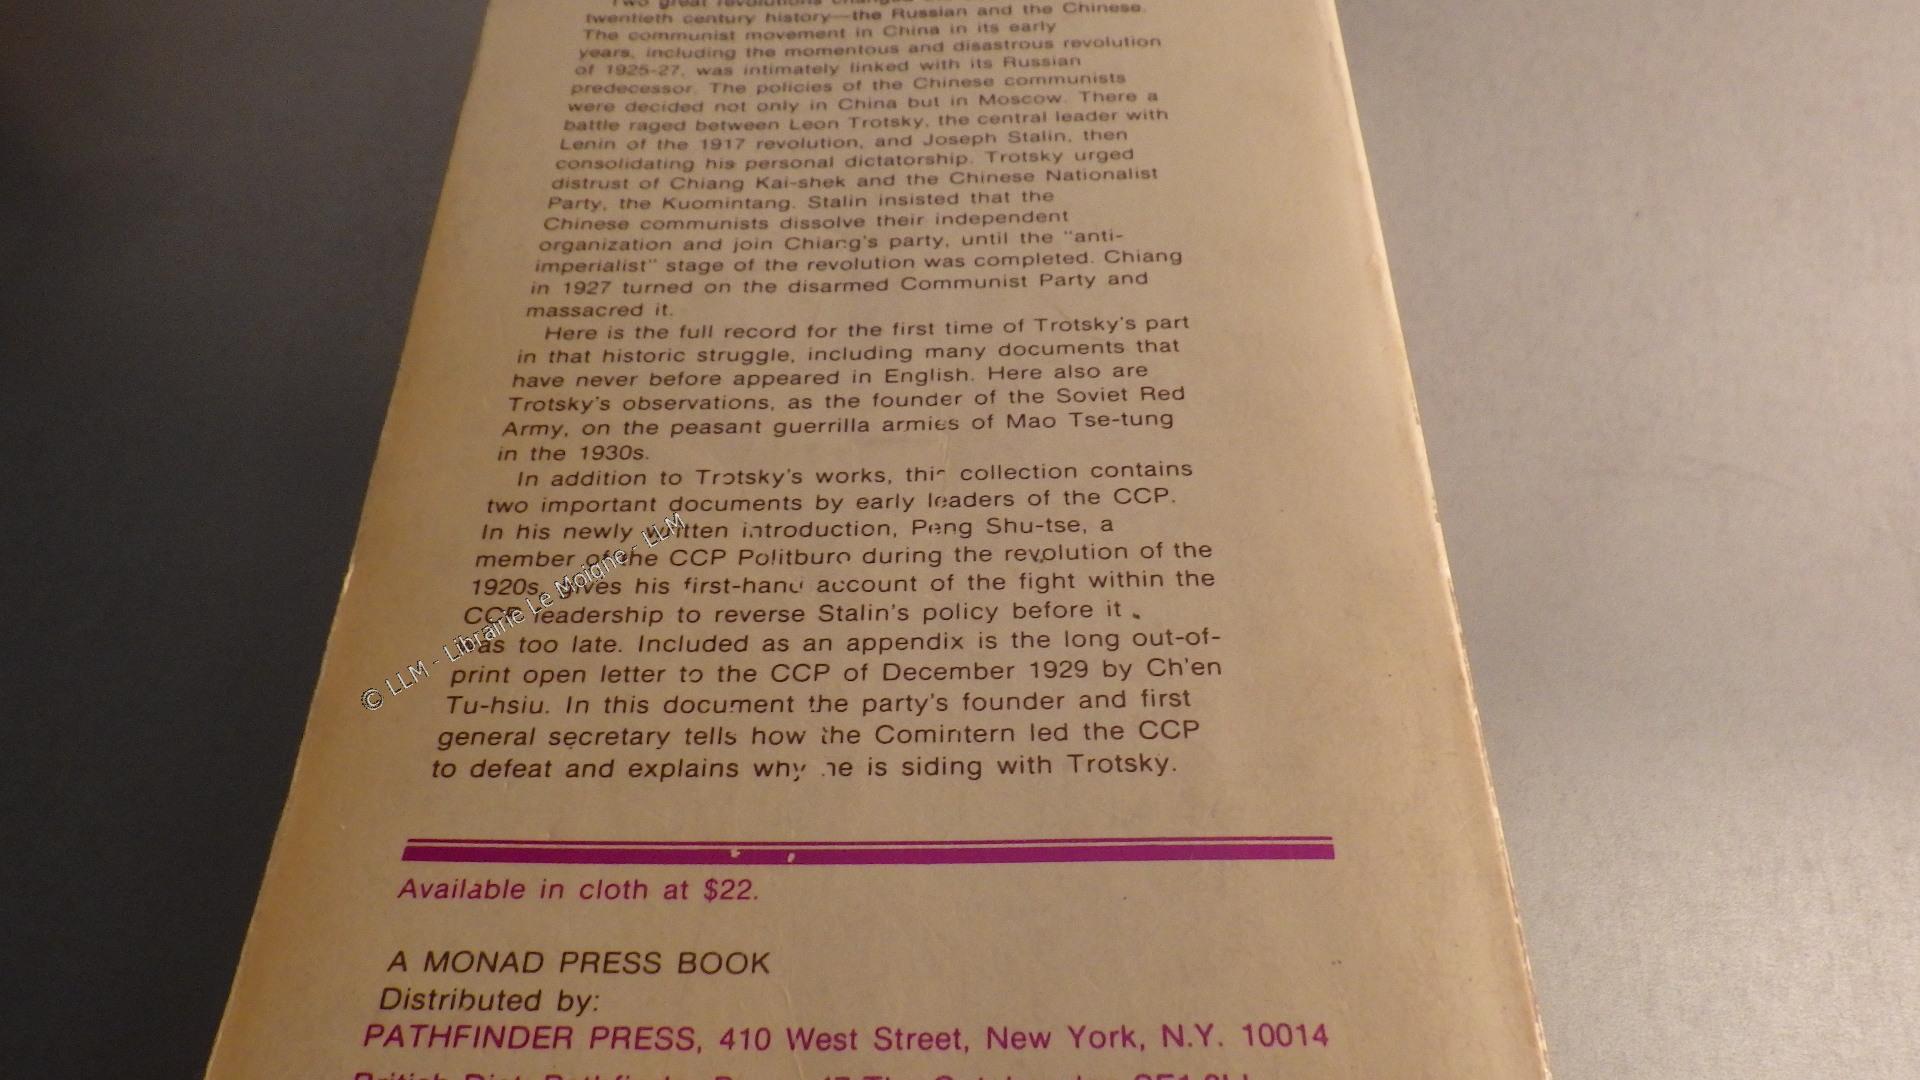 Two great revolutions changed
twentieth century history—the Russian and the Chinese.
The communist movement in China in its early
years, including the momentous and disastrous revolution
of 1925-27, was intimately linked with its Russian
predecessor. The policies of the Chinese communists
were decided not only in China but in Moscow. There a
battle raged between Leon Trotsky, the central leader with
Lenin of the 1917 revolution, and Joseph Stalin, then
consolidating his personal dictatorship. Trotsky urged
distrust of Chiang Kai-shek and the Chinese Nationalist
Party, the Kuomintang. Stalin insisted that the
Chinese communists dissolve their independent
organization and join Chiang's party, until the "anti-
imperialist" stage of the revolution was completed. Chiang
in 1927 turned on the disarmed Communist Party and
massacred it.
Here is the full record for the first time of Trotsky's part
in that historic struggle, including many documents that
have never before appeared in English. Here also are
Trotsky's observations, as the founder of the Soviet Red
Army, on the peasant guerrilla armies of Mao Tse-tung
in the 1930s.
In addition to Trotsky's works, this collection contains
two important documents by early leaders of the CCP.
In his newly written introduction, Peng Shu-tse, a
member of the CCP Politburo during the revolution of the
1920s, gives his first-hand account of the fight within the
CCP leadership to reverse Stalin's policy before it
was too late. Included as an appendix is the long out-of-
print open letter to the CCP of December 1929 by Ch'en
Tu-hsiu. In this document the party's founder and first
general secretary tells how the Comintern led the CCP
to defeat and explains why he is siding with Trotsky.
Available in cloth at $22.
A MONAD PRESS BOOK
Distributed by:
PATHFINDER PRESS, 410 West Street, New York, N.Y. 10014
© LLM - Librairie Le Moigne - LLM